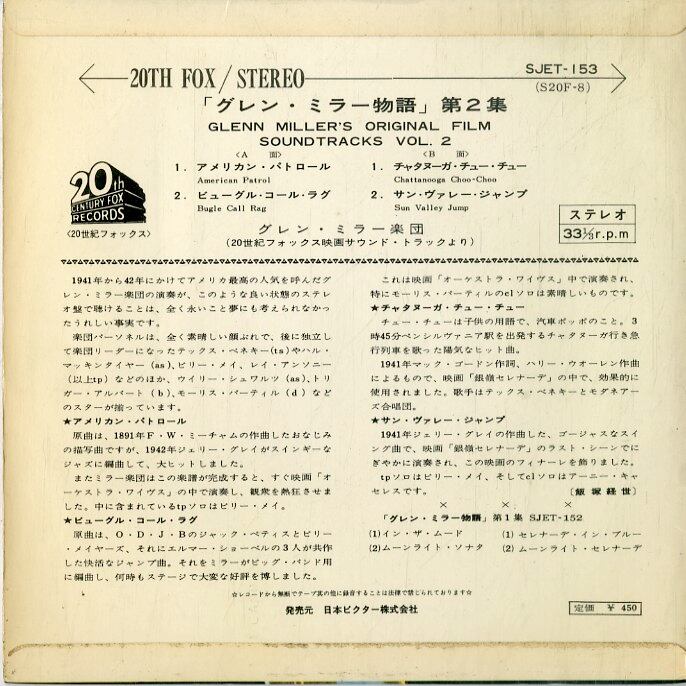 20TH FOX/STEREO
SJET-153
(S20F-8)
「グレン・ミラー物語」第2集
GLENN MILLER'S ORIGINAL FILM
SOUNDTRACKS VOL. 2
〈A 面〉
1. アメリカン・パトロール
American Patrol
2. ビューグル・コール・ラグ
Bugle Call Rag
〈B 面〉
1. チャタヌーガ・チュー・チュー
Chattanooga Choo-Choo
2. サン・ヴァレー・ジャンプ
Sun Valley Jump
20th
CENTURY FOX
RECORDS
〈20世紀フォックス〉
グレン・ミラー楽団
(20世紀フォックス映画サウンド・トラックより)
ステレオ
33⅓r.p.m
1941年から42年にかけてアメリカ最高の人気を呼んだグ
レン・ミラー楽団の演奏が、このような良い状態のステレ
オ盤で聴けることは、全く永いこと夢にも考えられなかっ
たうれしい事実です。
楽団パーソネルは、全く素晴しい顔ぶれで、後に独立し
て楽団リーダーになったテックス・ベネキー(ts)やハル・
マッキンタイヤー(as)、ビリー・メイ、レイ・アンソニー
(以上tp)などのほか、ウイリー・シュワルツ(as)、トリ
ガー・アルパート(b)、モーリス・パーティル(d)など
のスターが揃っています。
★アメリカン・パトロール
原曲は、1891年F・W・ミーチャムの作曲したおなじみ
の描写曲ですが、1942年ジェリー・グレイがスインギーな
ジャズに編曲して、大ヒットしました。
またミラー楽団はこの楽譜が完成すると、すぐ映画「オ
ーケストラ・ワイヴス」の中で演奏し、観衆を熱狂させま
した。中に含まれているtpソロはビリー・メイ。
★ビューグル・コール・ラグ
原曲は、O・D・J・Bのジャック・ペティスとビリー
・メイヤーズ、それにエルマー・ショーベルの3人が共作
した快活なジャンプ曲。それをミラーがビッグ・バンド用
に編曲し、何時もステージで大変な好評を博しました。
これは映画「オーケストラ・ワイヴス」中で演奏され、
特にモーリス・パーティルのclソロは素晴しいものです。
★チャタヌーガ・チュー・チュー
チュー・チューは子供の用語で、汽車ポッポのこと。3
時45分ペンシルヴァニア駅を出発するチャタヌーガ行き急
行列車を歌った陽気なヒット曲。
1941年マック・ゴードン作詞、ハリー・ウオーレン作曲
によるもので、映画「銀嶺セレナーデ」の中で、効果的に
使用されました。歌手はテックス・ベネキーとモダネアー
ズ合唱団。
★サン・ヴァレー・ジャンプ
1941年ジェリー・グレイの作曲した、ゴージャスなスイ
ング曲で、映画「銀嶺セレナーデ」のラスト・シーンでに
ぎやかに演奏され、この映画のフィナーレを飾りました。
tpソロはビリー・メイ、そしてclソロはアーニー・キャ
セレスです。 〔飯塚経世〕
× × ×
「グレン・ミラー物語」第1集 SJET-152
(1)イン・ザ・ムード (1)セレナーデ・イン・ブルー
(2)ムーンライト・ソナタ (2)ムーンライト・セレナーデ
☆レコードから無断でテープ其の他に録音することは法律で禁じられております☆
発売元 日本ビクター株式会社
定価 ¥450